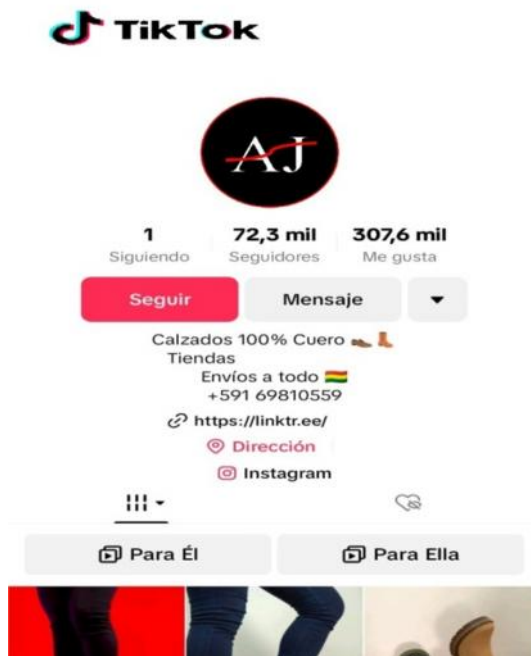 TikTok
AJ
1 72,3 mil 307,6 mil
Siguiendo Seguidores Me gusta
Seguir Mensaje
Calzados 100% Cuero 👞👢
Tiendas
Envíos a todo 🇧🇴
+591 69810559
https://linktr.ee/
Dirección
Instagram
Para Él Para Ella